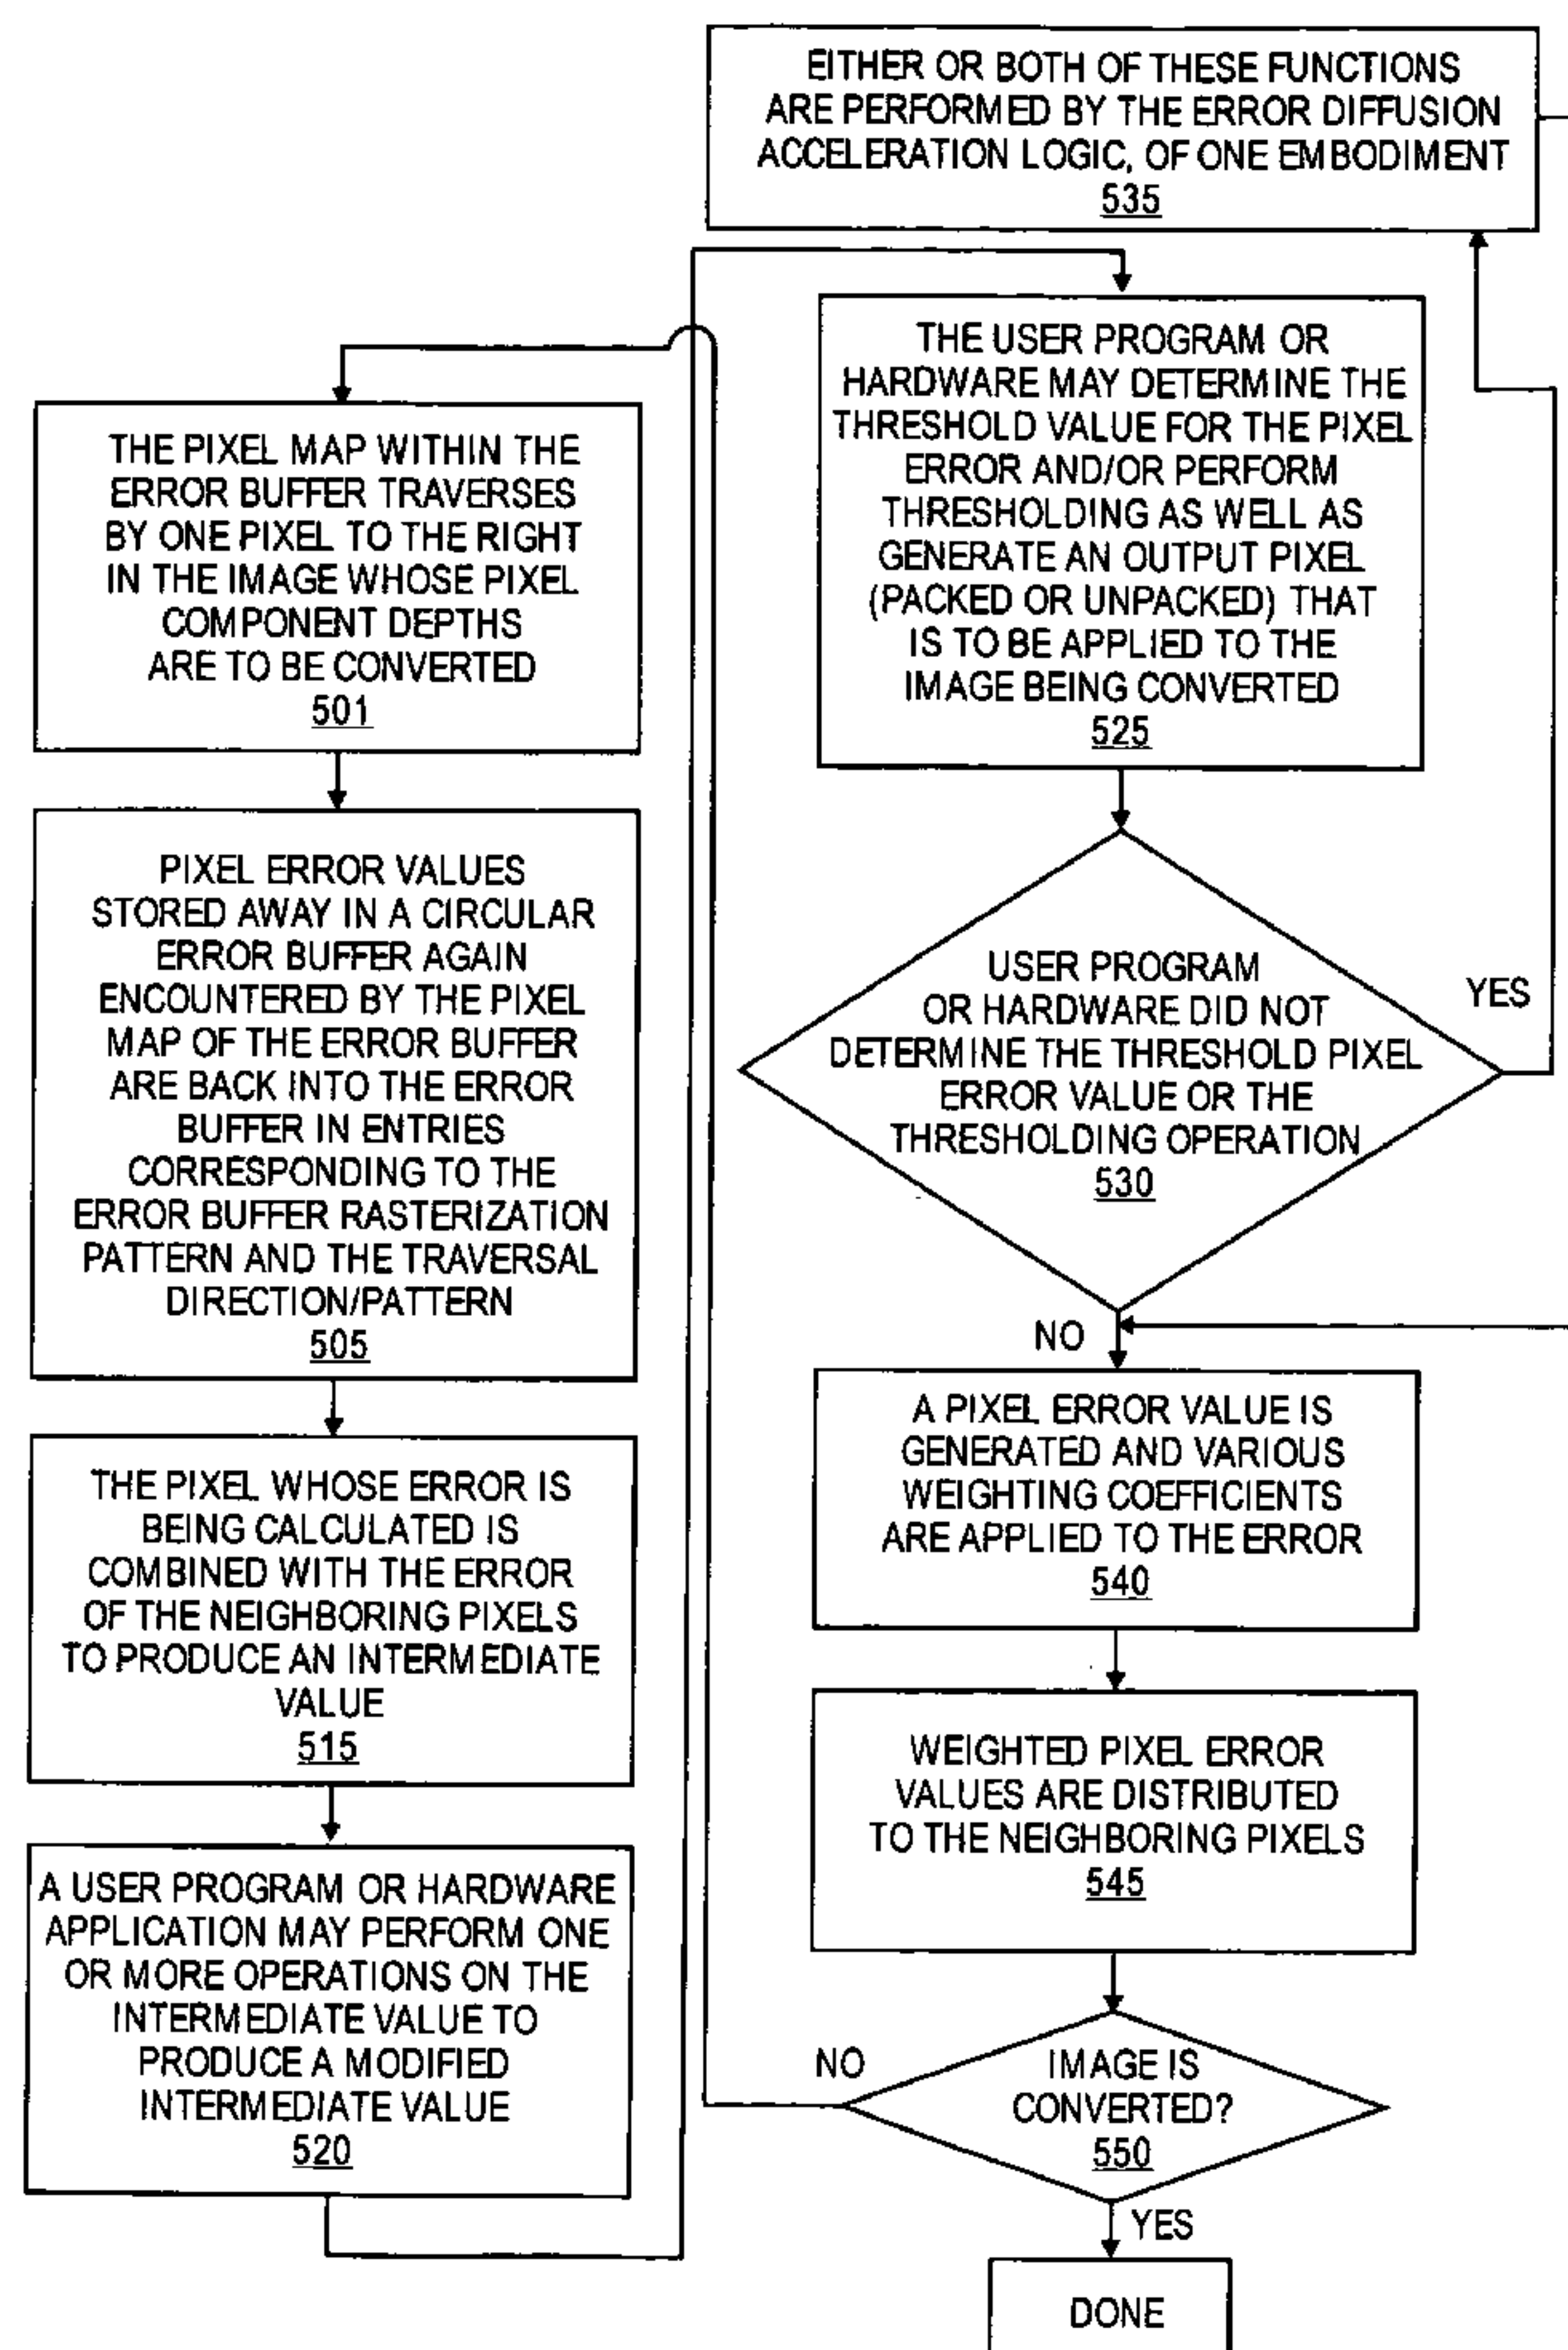 EITHER OR BOTH OF THESE FUNCTIONS
ARE PERFORMED BY THE ERROR DIFFUSION
ACCELERATION LOGIC, OF ONE EMBODIMENT
535
THE PIXEL MAP WITHIN THE
ERROR BUFFER TRAVERSES
BY ONE PIXEL TO THE RIGHT
IN THE IMAGE WHOSE PIXEL
COMPONENT DEPTHS
ARE TO BE CONVERTED
501
PIXEL ERROR VALUES
STORED AWAY IN A CIRCULAR
ERROR BUFFER AGAIN
ENCOUNTERED BY THE PIXEL
MAP OF THE ERROR BUFFER
ARE BACK INTO THE ERROR
BUFFER IN ENTRIES
CORRESPONDING TO THE
ERROR BUFFER RASTERIZATION
PATTERN AND THE TRAVERSAL
DIRECTION/PATTERN
505
THE PIXEL WHOSE ERROR IS
BEING CALCULATED IS
COMBINED WITH THE ERROR
OF THE NEIGHBORING PIXELS
TO PRODUCE AN INTERMEDIATE
VALUE
515
A USER PROGRAM OR HARDWARE
APPLICATION MAY PERFORM ONE
OR MORE OPERATIONS ON THE
INTERMEDIATE VALUE TO
PRODUCE A MODIFIED
INTERMEDIATE VALUE
520
THE USER PROGRAM OR
HARDWARE MAY DETERMINE THE
THRESHOLD VALUE FOR THE PIXEL
ERROR AND/OR PERFORM
THRESHOLDING AS WELL AS
GENERATE AN OUTPUT PIXEL
(PACKED OR UNPACKED) THAT
IS TO BE APPLIED TO THE
IMAGE BEING CONVERTED
525
USER PROGRAM
OR HARDWARE DID NOT
DETERMINE THE THRESHOLD PIXEL
ERROR VALUE OR THE
THRESHOLDING OPERATION
530
YES
NO
A PIXEL ERROR VALUE IS
GENERATED AND VARIOUS
WEIGHTING COEFFICIENTS
ARE APPLIED TO THE ERROR
540
WEIGHTED PIXEL ERROR
VALUES ARE DISTRIBUTED
TO THE NEIGHBORING PIXELS
545
NO
IMAGE IS
CONVERTED?
550
YES
DONE